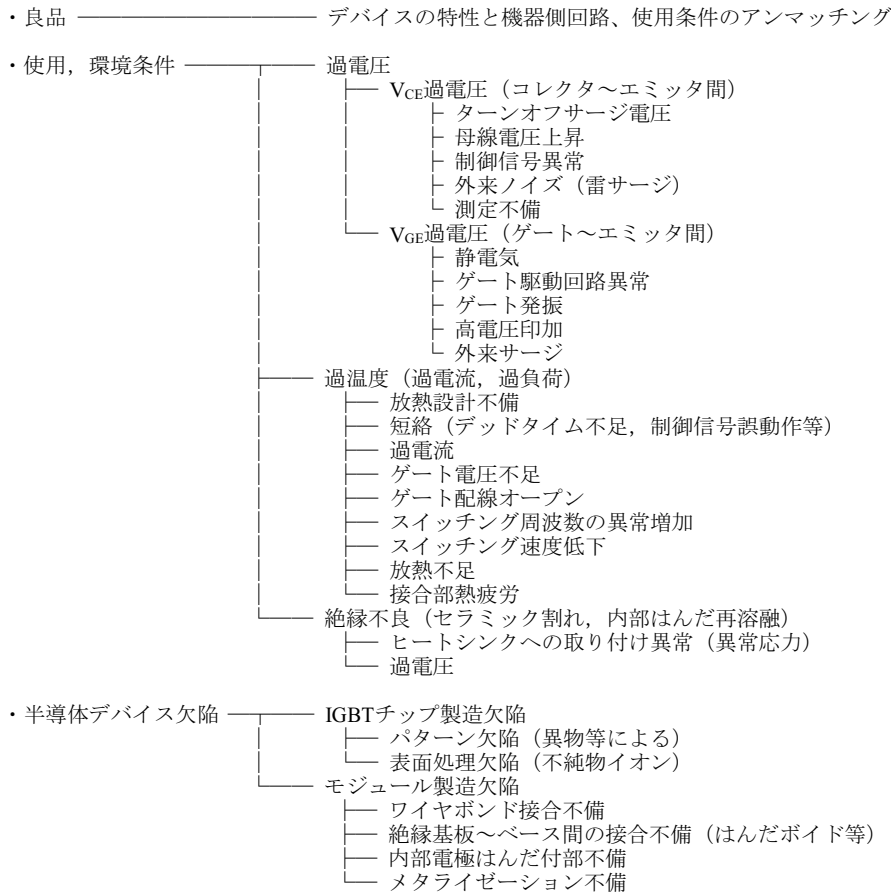 ・良品 デバイスの特性と機器側回路、使用条件のアンマッチング
・使用，環境条件 過電圧
V_CE過電圧（コレクタ～エミッタ間）
ターンオフサージ電圧
母線電圧上昇
制御信号異常
外来ノイズ（雷サージ）
測定不備
V_GE過電圧（ゲート～エミッタ間）
静電気
ゲート駆動回路異常
ゲート発振
高電圧印加
外来サージ
過温度（過電流，過負荷）
放熱設計不備
短絡（デッドタイム不足，制御信号誤動作等）
過電流
ゲート電圧不足
ゲート配線オープン
スイッチング周波数の異常増加
スイッチング速度低下
放熱不足
接合部熱疲労
絶縁不良（セラミック割れ，内部はんだ再溶融）
ヒートシンクへの取り付け異常（異常応力）
過電圧
・半導体デバイス欠陥 IGBTチップ製造欠陥
パターン欠陥（異物等による）
表面処理欠陥（不純物イオン）
モジュール製造欠陥
ワイヤボンド接合不備
絶縁基板～ベース間の接合不備（はんだボイド等）
内部電極はんだ付部不備
メタライゼーション不備